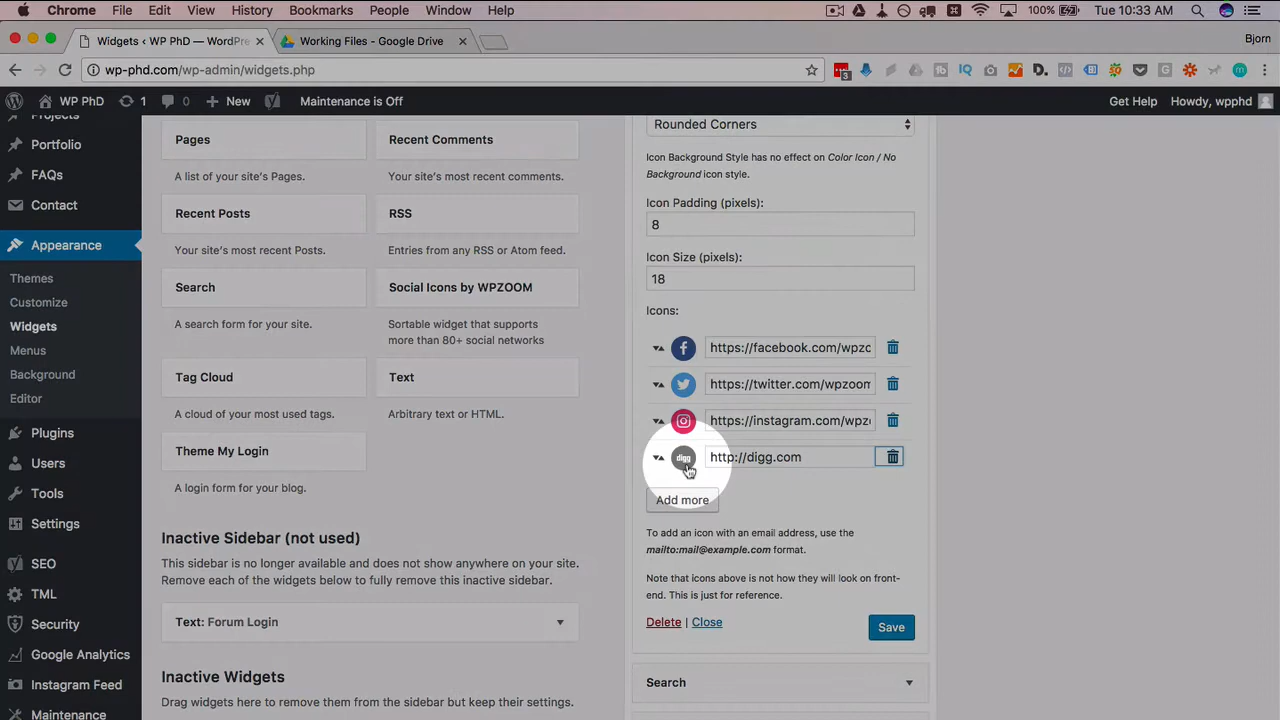 Chrome File Edit View History Bookmarks People Window Help 100% Tue 10:33 AM
Widgets ‹ WP PhD — WordPre
Working Files - Google Drive
Bjorn
wp-phd.com/wp-admin/widgets.php
3
WP PhD 1 0 New Maintenance is Off Get Help Howdy, wpphd
Projects
Portfolio
FAQs
Contact
Appearance
Themes
Customize
Widgets
Menus
Background
Editor
Plugins
Users
Tools
Settings
SEO
TML
Security
Google Analytics
Instagram Feed
Maintenance
Pages
A list of your site's Pages.
Recent Comments
Your site's most recent comments.
Recent Posts
Your site's most recent Posts.
RSS
Entries from any RSS or Atom feed.
Search
A search form for your site.
Social Icons by WPZOOM
Sortable widget that supports
more than 80+ social networks
Tag Cloud
A cloud of your most used tags.
Text
Arbitrary text or HTML.
Theme My Login
A login form for your blog.
Inactive Sidebar (not used)
This sidebar is no longer available and does not show anywhere on your site.
Remove each of the widgets below to fully remove this inactive sidebar.
Text: Forum Login
Inactive Widgets
Drag widgets here to remove them from the sidebar but keep their settings.
Rounded Corners
Icon Background Style has no effect on Color Icon / No
Background icon style.
Icon Padding (pixels):
8
Icon Size (pixels):
18
Icons:
https://facebook.com/wpzo
https://twitter.com/wpzoom
https://instagram.com/wpz
digg http://digg.com
Add more
To add an icon with an email address, use the
mailto:mail@example.com format.
Note that icons above is not how they will look on front-
end. This is just for reference.
Delete | Close
Save
Search